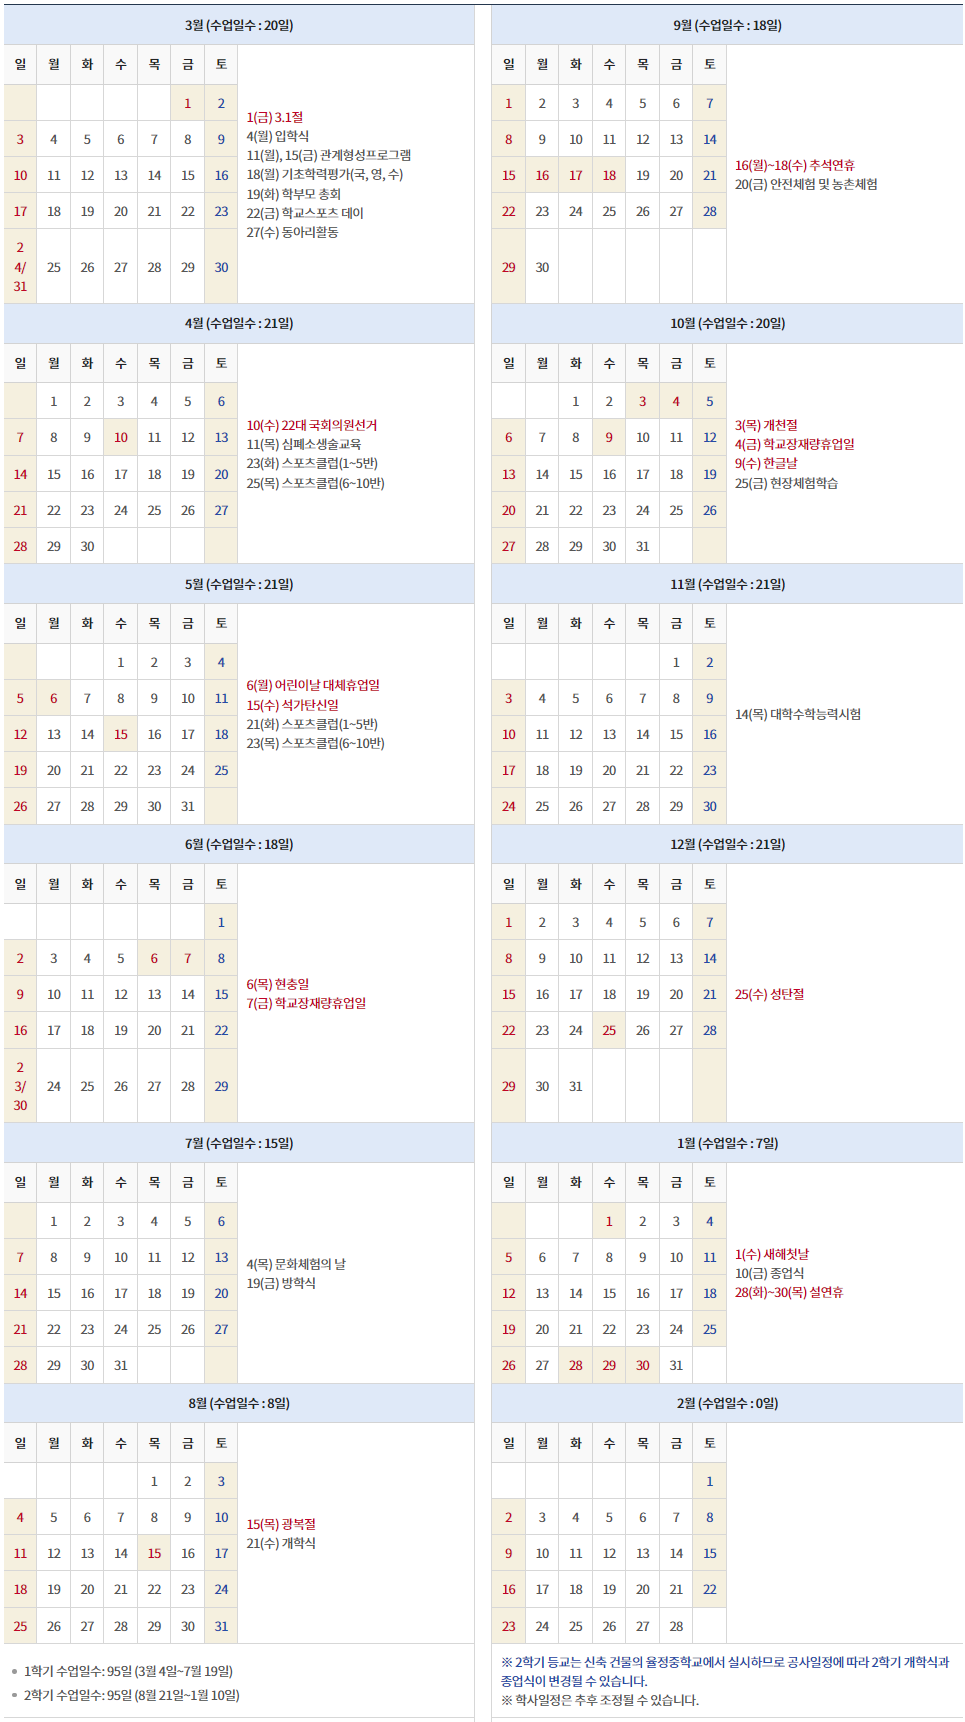 3월 (수업일수 : 20일)
일 월 화 수 목 금 토
1 2
3 4 5 6 7 8 9
10 11 12 13 14 15 16
17 18 19 20 21 22 23
2
4/
31
25 26 27 28 29 30
1(금) 3.1절
4(월) 입학식
11(월), 15(금) 관계형성프로그램
18(월) 기초학력평가(국, 영, 수)
19(화) 학부모 총회
22(금) 학교스포츠 데이
27(수) 동아리활동
4월 (수업일수 : 21일)
일 월 화 수 목 금 토
1 2 3 4 5 6
7 8 9 10 11 12 13
14 15 16 17 18 19 20
21 22 23 24 25 26 27
28 29 30
10(수) 22대 국회의원선거
11(목) 심폐소생술교육
23(화) 스포츠클럽(1~5반)
25(목) 스포츠클럽(6~10반)
5월 (수업일수 : 21일)
일 월 화 수 목 금 토
1 2 3 4
5 6 7 8 9 10 11
12 13 14 15 16 17 18
19 20 21 22 23 24 25
26 27 28 29 30 31
6(월) 어린이날 대체휴업일
15(수) 석가탄신일
21(화) 스포츠클럽(1~5반)
23(목) 스포츠클럽(6~10반)
6월 (수업일수 : 18일)
일 월 화 수 목 금 토
1
2 3 4 5 6 7 8
9 10 11 12 13 14 15
16 17 18 19 20 21 22
2
3/
30
24 25 26 27 28 29
6(목) 현충일
7(금) 학교장재량휴업일
7월 (수업일수 : 15일)
일 월 화 수 목 금 토
1 2 3 4 5 6
7 8 9 10 11 12 13
14 15 16 17 18 19 20
21 22 23 24 25 26 27
28 29 30 31
4(목) 문화체험의 날
19(금) 방학식
8월 (수업일수 : 8일)
일 월 화 수 목 금 토
1 2 3
4 5 6 7 8 9 10
11 12 13 14 15 16 17
18 19 20 21 22 23 24
25 26 27 28 29 30 31
15(목) 광복절
21(수) 개학식
1학기 수업일수: 95일 (3월 4일~7월 19일)
2학기 수업일수: 95일 (8월 21일~1월 10일)
9월 (수업일수 : 18일)
일 월 화 수 목 금 토
1 2 3 4 5 6 7
8 9 10 11 12 13 14
15 16 17 18 19 20 21
22 23 24 25 26 27 28
29 30
16(월)~18(수) 추석연휴
20(금) 안전체험 및 농촌체험
10월 (수업일수 : 20일)
일 월 화 수 목 금 토
1 2 3 4 5
6 7 8 9 10 11 12
13 14 15 16 17 18 19
20 21 22 23 24 25 26
27 28 29 30 31
3(목) 개천절
4(금) 학교장재량휴업일
9(수) 한글날
25(금) 현장체험학습
11월 (수업일수 : 21일)
일 월 화 수 목 금 토
1 2
3 4 5 6 7 8 9
10 11 12 13 14 15 16
17 18 19 20 21 22 23
24 25 26 27 28 29 30
14(목) 대학수학능력시험
12월 (수업일수 : 21일)
일 월 화 수 목 금 토
1 2 3 4 5 6 7
8 9 10 11 12 13 14
15 16 17 18 19 20 21
22 23 24 25 26 27 28
29 30 31
25(수) 성탄절
1월 (수업일수 : 7일)
일 월 화 수 목 금 토
1 2 3 4
5 6 7 8 9 10 11
12 13 14 15 16 17 18
19 20 21 22 23 24 25
26 27 28 29 30 31
1(수) 새해첫날
10(금) 종업식
28(화)~30(목) 설연휴
2월 (수업일수 : 0일)
일 월 화 수 목 금 토
1
2 3 4 5 6 7 8
9 10 11 12 13 14 15
16 17 18 19 20 21 22
23 24 25 26 27 28
※ 2학기 등교는 신축 건물의 율정중학교에서 실시하므로 공사일정에 따라 2학기 개학식과
종업식이 변경될 수 있습니다.
※ 학사일정은 추후 조정될 수 있습니다.